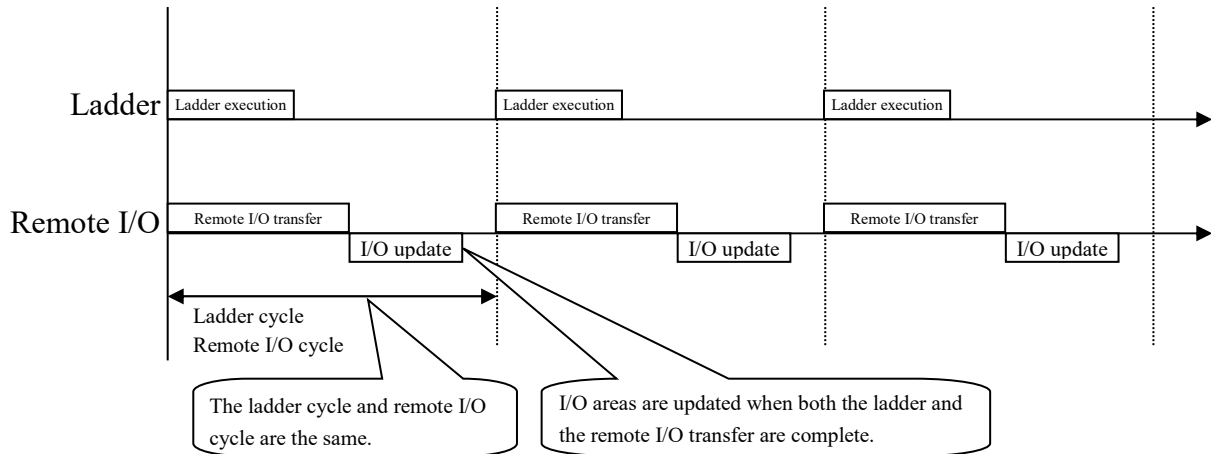 Ladder
Ladder execution
Ladder execution
Ladder execution
Remote I/O
Remote I/O transfer
Remote I/O transfer
Remote I/O transfer
I/O update
I/O update
I/O update
Ladder cycle
Remote I/O cycle
The ladder cycle and remote I/O
cycle are the same.
I/O areas are updated when both the ladder and
the remote I/O transfer are complete.